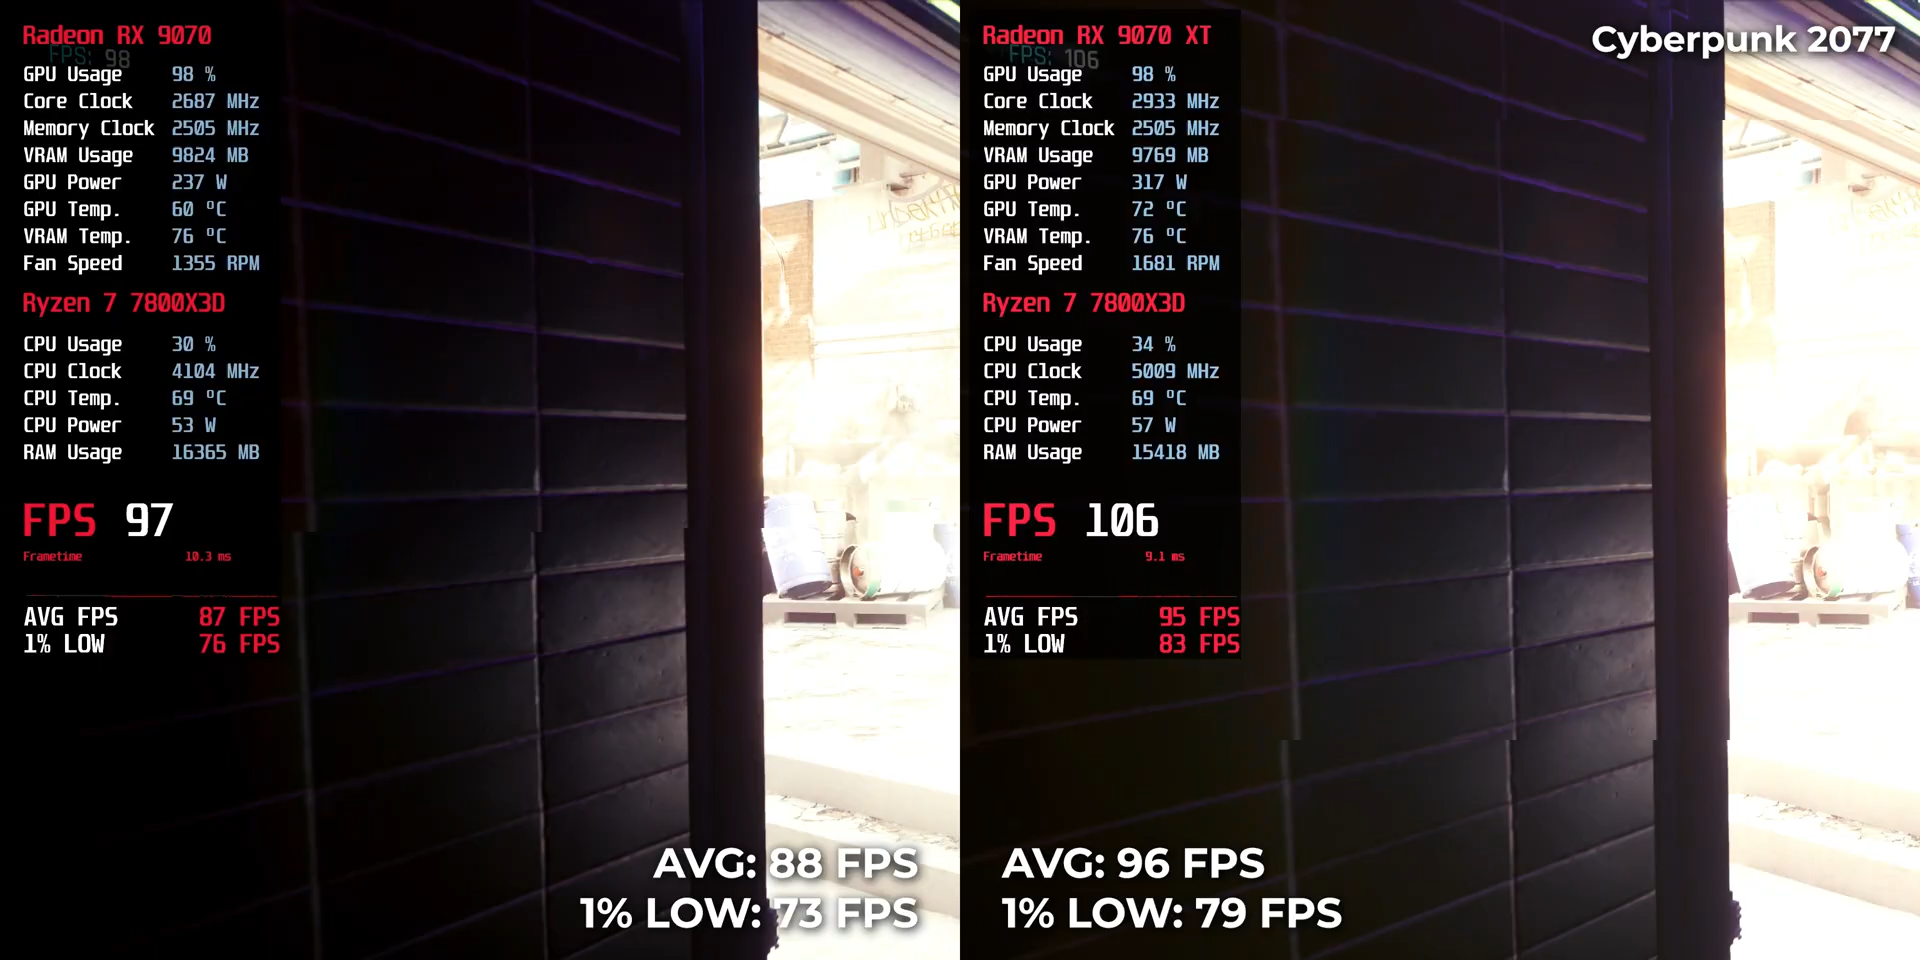 Radeon RX 9070
FPS: 98
GPU Usage 98 %
Core Clock 2687 MHz
Memory Clock 2505 MHz
VRAM Usage 9824 MB
GPU Power 237 W
GPU Temp. 60 ºC
VRAM Temp. 76 ºC
Fan Speed 1355 RPM
Ryzen 7 7800X3D
CPU Usage 30 %
CPU Clock 4104 MHz
CPU Temp. 69 ºC
CPU Power 53 W
RAM Usage 16365 MB
FPS 97
Frametime 10.3 ms
AVG FPS 87 FPS
1% LOW 76 FPS
AVG: 88 FPS
1% LOW: 73 FPS
Radeon RX 9070 XT
FPS: 106
GPU Usage 98 %
Core Clock 2933 MHz
Memory Clock 2505 MHz
VRAM Usage 9769 MB
GPU Power 317 W
GPU Temp. 72 ºC
VRAM Temp. 76 ºC
Fan Speed 1681 RPM
Ryzen 7 7800X3D
CPU Usage 34 %
CPU Clock 5009 MHz
CPU Temp. 69 ºC
CPU Power 57 W
RAM Usage 15418 MB
FPS 106
Frametime 9.1 ms
AVG FPS 95 FPS
1% LOW 83 FPS
AVG: 96 FPS
1% LOW: 79 FPS
Cyberpunk 2077